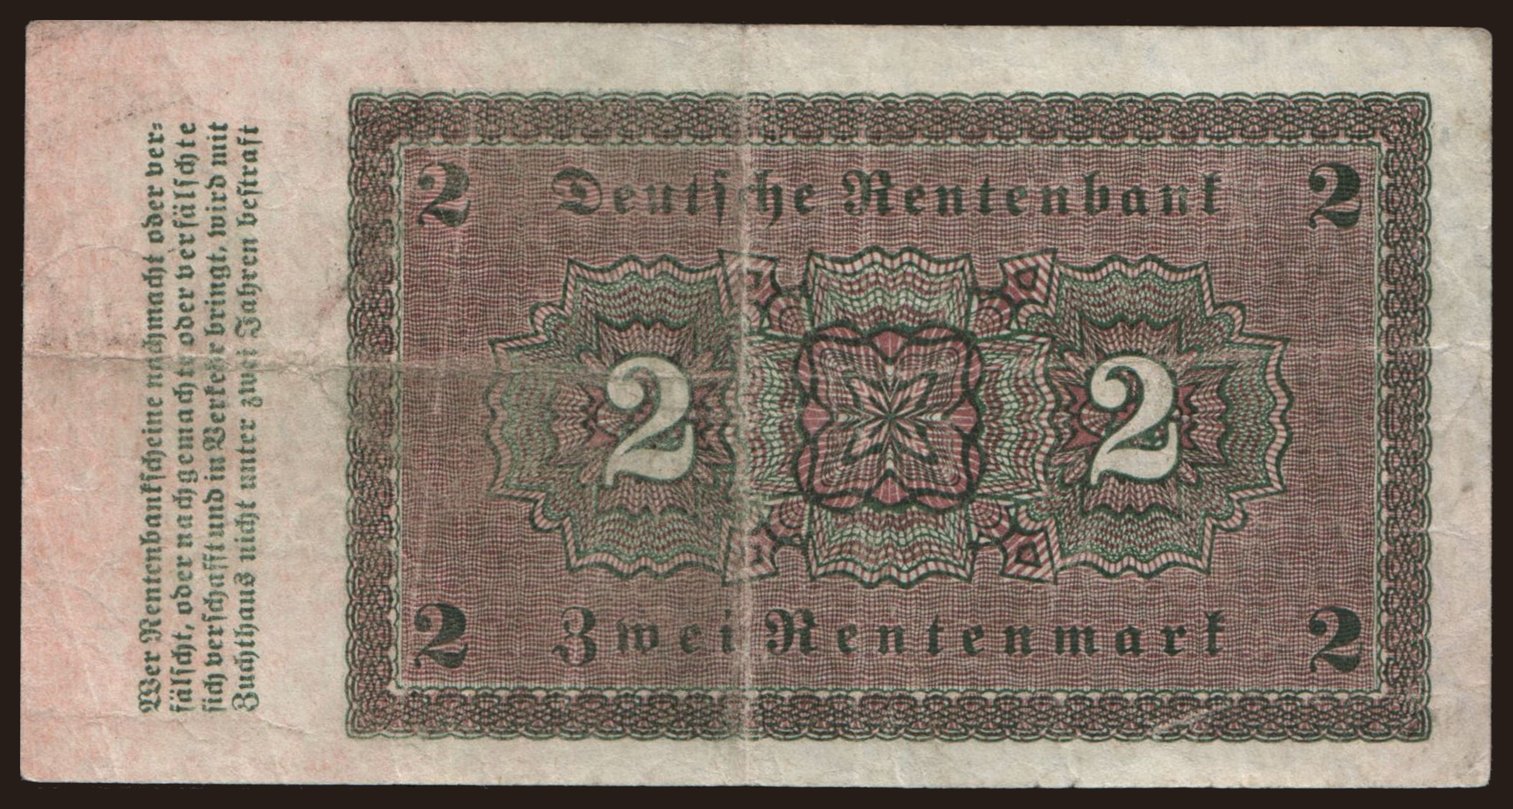 Wer Rentenbankscheine nachmacht oder ver=
fälscht, oder nachgemachte oder verfälschte
sich verschafft und in Verkehr bringt, wird mit
Zuchthaus nicht unter zwei Jahren bestraft
2 Deutsche Rentenbank 2
2 2
2 Zwei Rentenmark 2